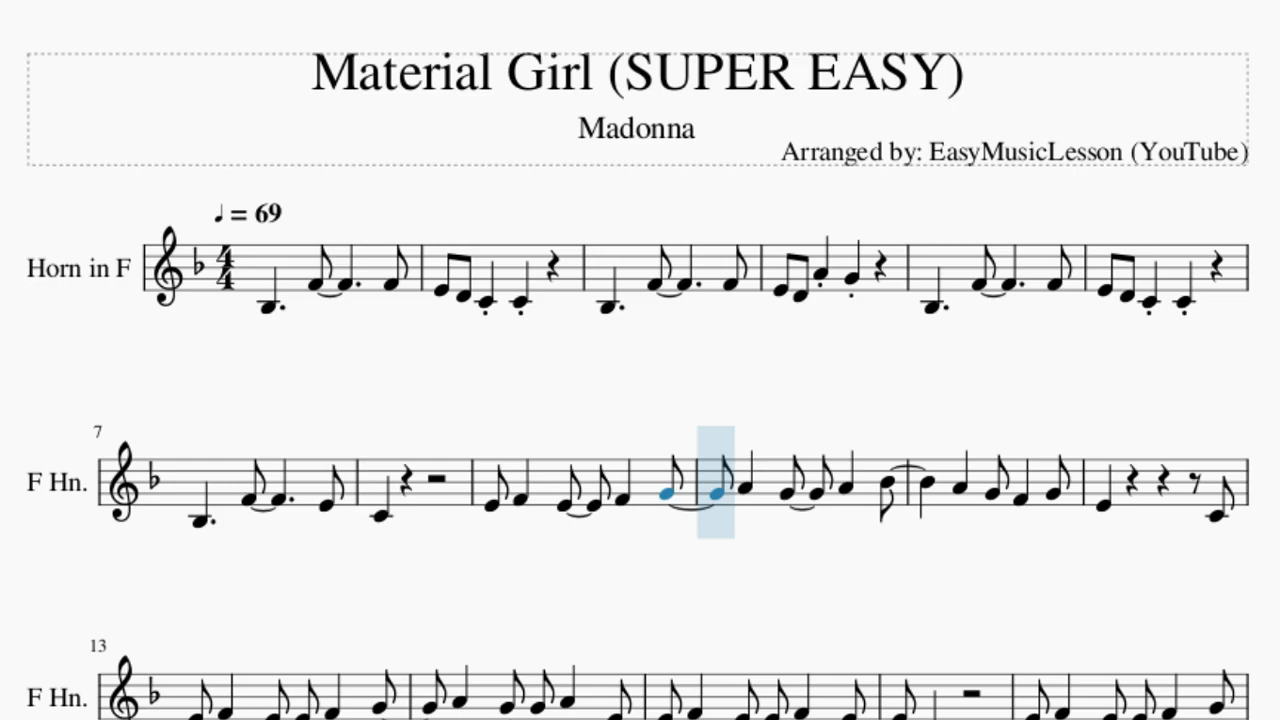 Material Girl (SUPER EASY)
Madonna
Arranged by: EasyMusicLesson (YouTube)
♩ = 69
Horn in F
4
4
7
F Hn.
13
F Hn.